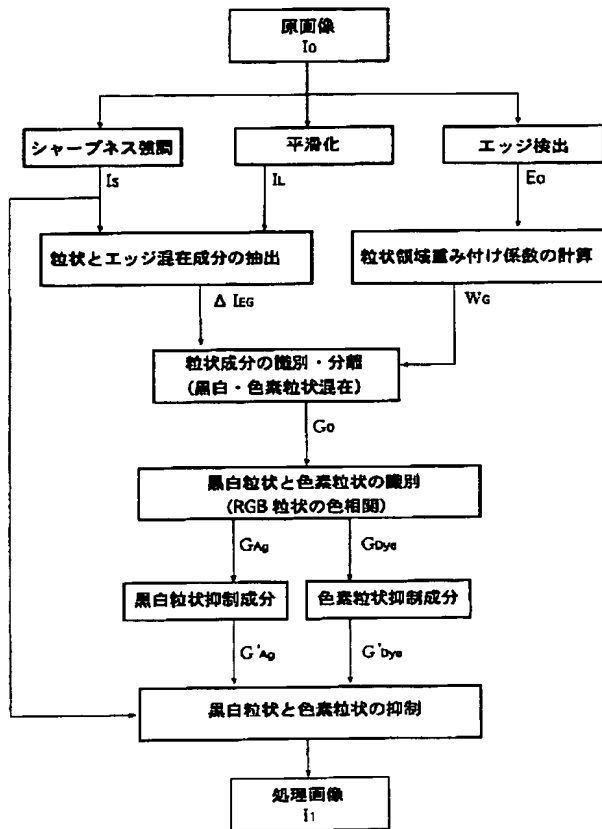 原画像
I0
シャープネス強調
平滑化
エッジ検出
IS
IL
E0
粒状とエッジ混在成分の抽出
粒状領域重み付け係数の計算
Δ IEG
WG
粒状成分の識別・分離
(黒白・色素粒状混在)
G0
黒白粒状と色素粒状の識別
(RGB 粒状の色相関)
GAg
GDye
黒白粒状抑制成分
色素粒状抑制成分
G'Ag
G'Dye
黒白粒状と色素粒状の抑制
処理画像
I1